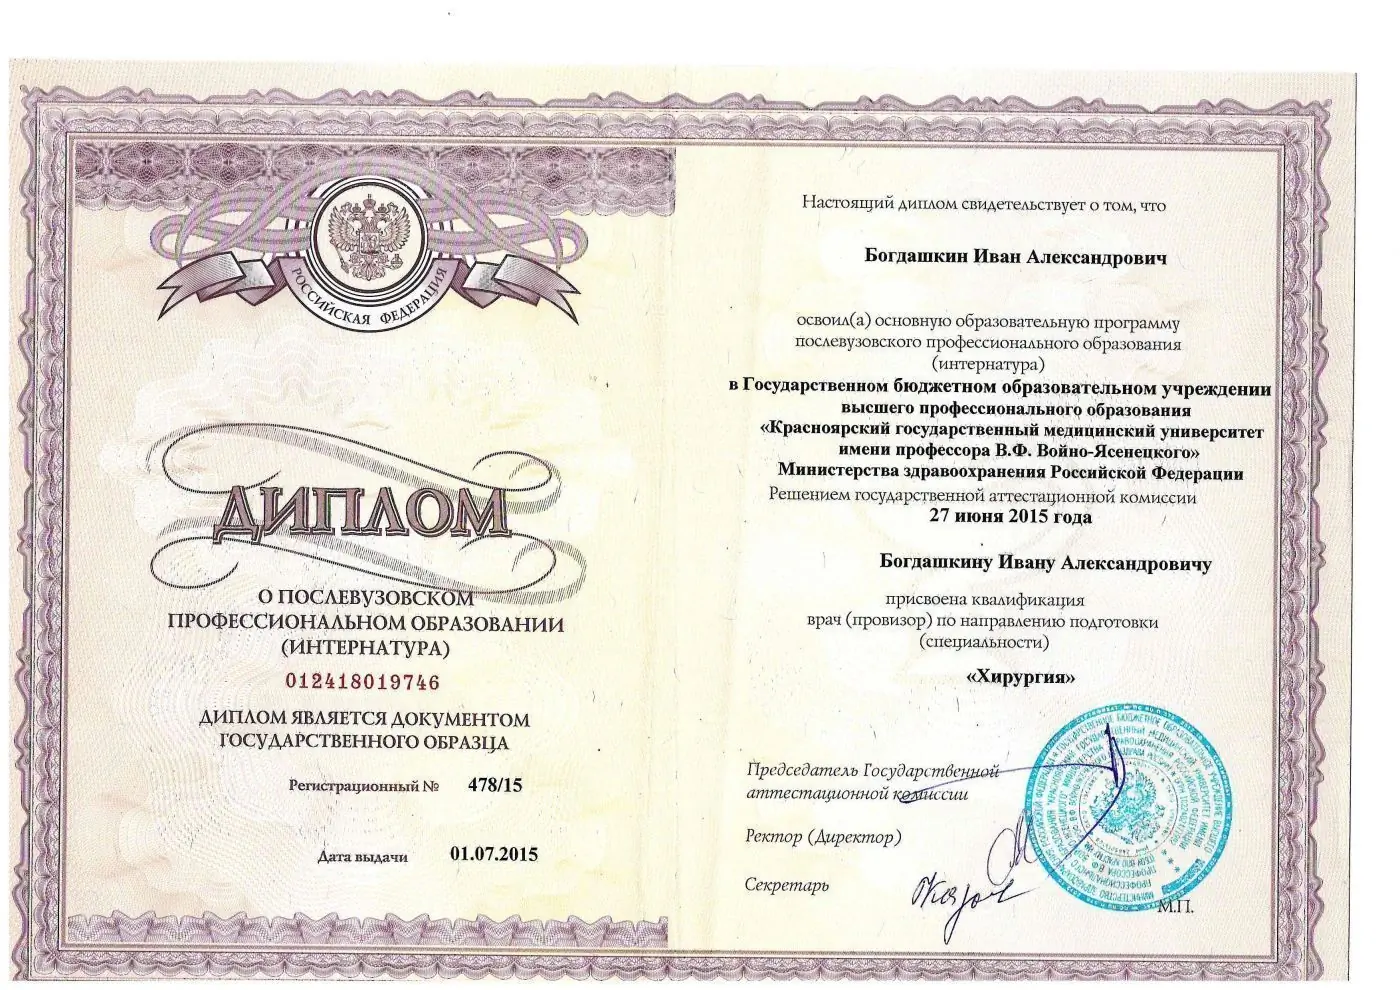 РОССИЙСКАЯ ФЕДЕРАЦИЯ
ДИПЛОМ
О ПОСЛЕВУЗОВСКОМ
ПРОФЕССИОНАЛЬНОМ ОБРАЗОВАНИИ
(ИНТЕРНАТУРА)
012418019746
ДИПЛОМ ЯВЛЯЕТСЯ ДОКУМЕНТОМ
ГОСУДАРСТВЕННОГО ОБРАЗЦА
Регистрационный № 478/15
Дата выдачи 01.07.2015
Настоящий диплом свидетельствует о том, что
Богдашкин Иван Александрович
освоил(а) основную образовательную программу
послевузовского профессионального образования
(интернатура)
в Государственном бюджетном образовательном учреждении
высшего профессионального образования
«Красноярский государственный медицинский университет
имени профессора В.Ф. Войно-Ясенецкого»
Министерства здравоохранения Российской Федерации
Решением государственной аттестационной комиссии
27 июня 2015 года
Богдашкину Ивану Александровичу
присвоена квалификация
врач (провизор) по направлению подготовки
(специальности)
«Хирургия»
Председатель Государственной
аттестационной комиссии
Ректор (Директор)
Секретарь
М.П.